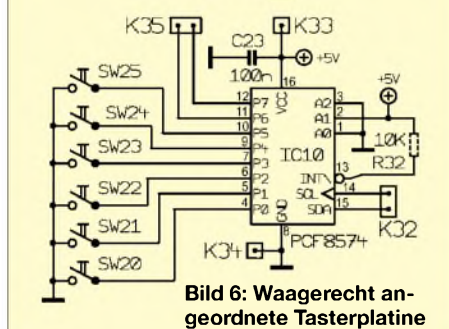 K35
K33
C23
+5V
100n
SW25
SW24
SW23
SW22
SW21
SW20
16
VCC
12 P7
11 P6
10 P5
9 P4
7 P3
6 P2
5 P1
4 P0
A2 3
A1 2
A0 1
IC10
INT\ 13
SCL 14
SDA 15
GND
8
+5V
10K
R32
K32
K34
PCF8574
Bild 6: Waagerecht an-
geordnete Tasterplatine